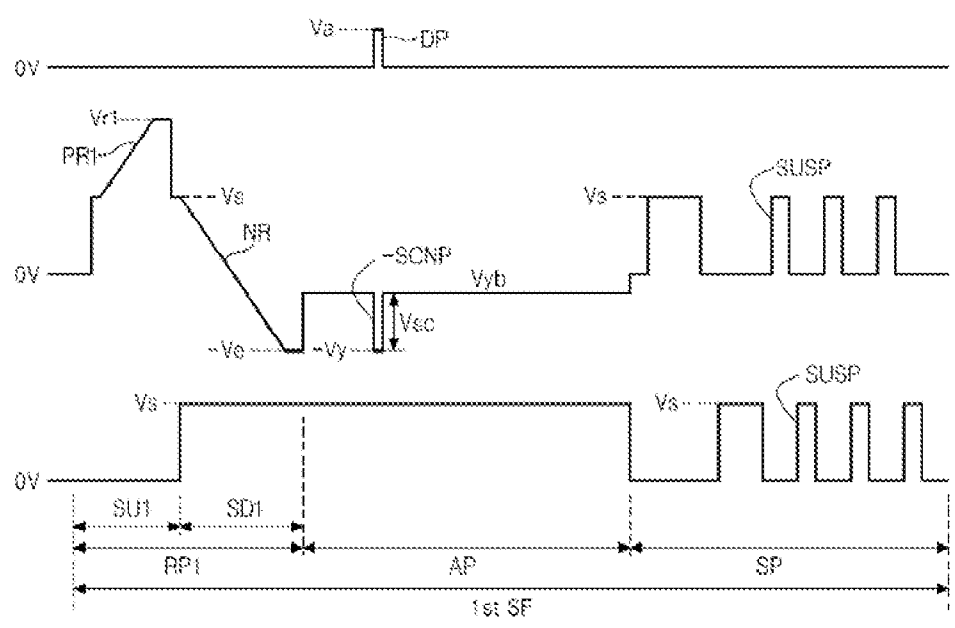 Va
DP
0V
Vr1
PR1
Vs
SUSP
Vs
NR
0V
-SCNP
Vyb
Vsc
-Ve
-Vy
SUSP
Vs
Vs
0V
SU1
SD1
RP1
AP
SP
1st SF